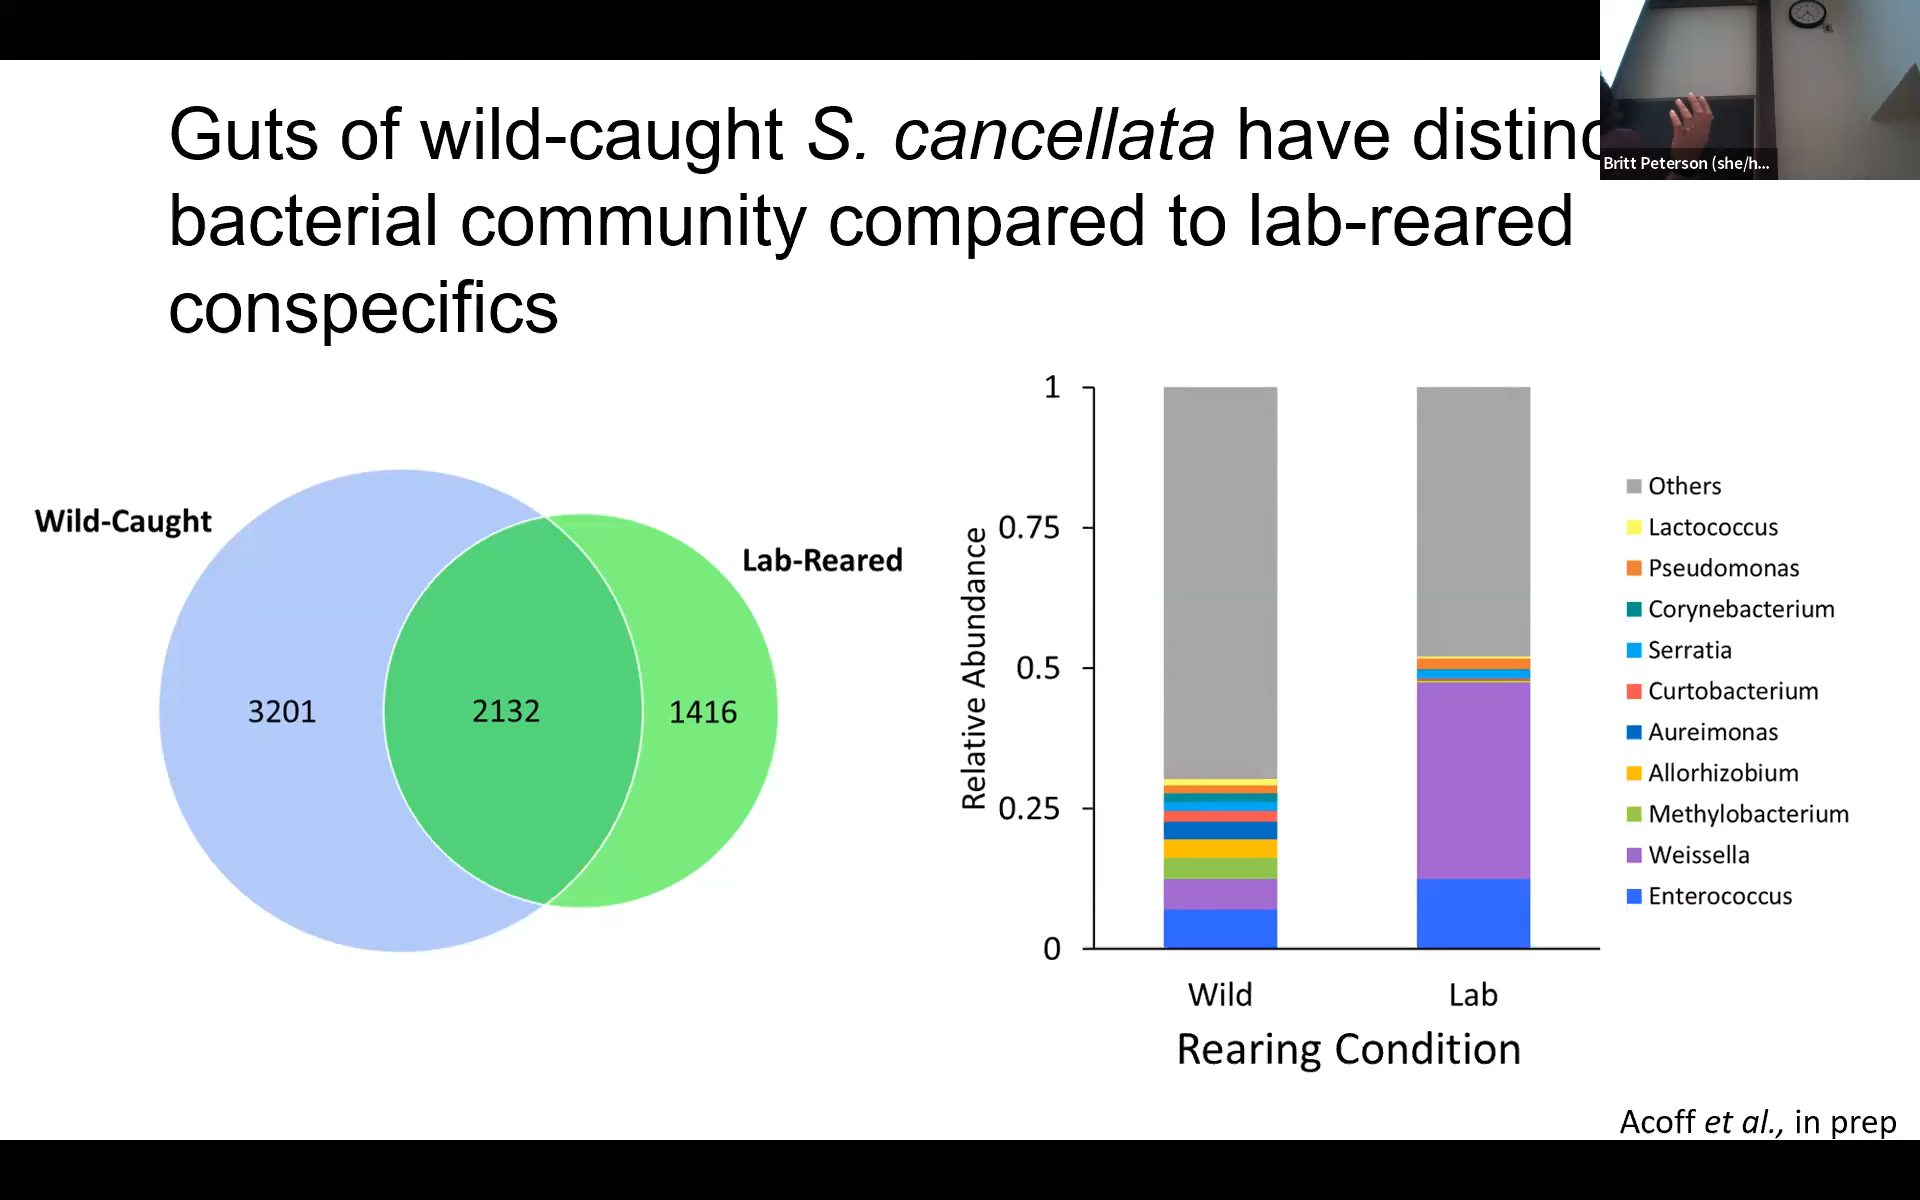 Guts of wild-caught S. cancellata have distinc
bacterial community compared to lab-reared
conspecifics
Britt Peterson (she/h...
Wild-Caught
Lab-Reared
3201
2132
1416
Relative Abundance
1
0.75
0.5
0.25
0
Wild
Lab
Rearing Condition
Others
Lactococcus
Pseudomonas
Corynebacterium
Serratia
Curtobacterium
Aureimonas
Allorhizobium
Methylobacterium
Weissella
Enterococcus
Acoff et al., in prep